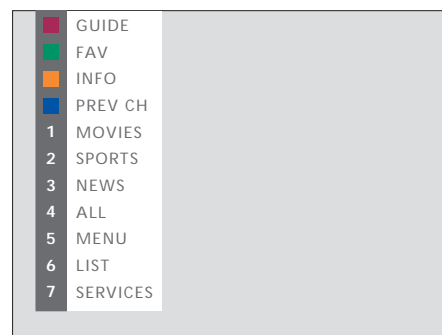 GUIDE
FAV
INFO
PREV CH
1 MOVIES
2 SPORTS
3 NEWS
4 ALL
5 MENU
6 LIST
7 SERVICES